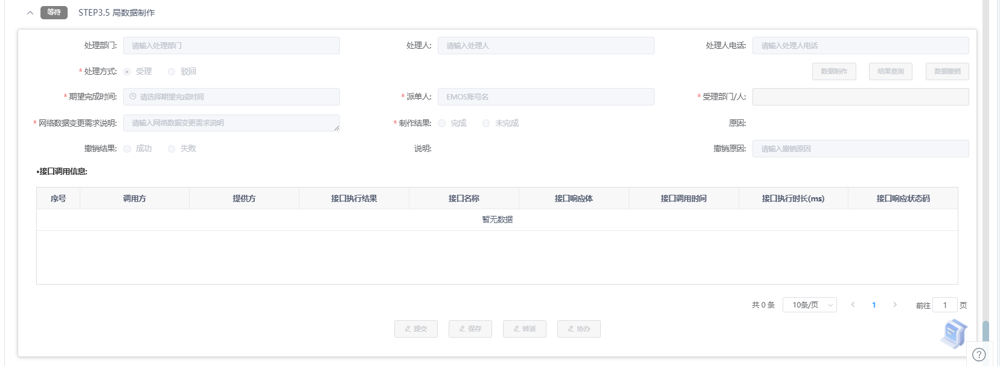 等待 STEP3.5 局数据制作
处理部门: 请输入处理部门 处理人: 请输入处理人 处理人电话: 请输入处理人电话
* 处理方式: 受理 驳回 数据制作 结果查询 数据撤销
* 期望完成时间: 请选择期望完成时间 * 派单人: EMOS账号名 * 受理部门/人:
* 网络数据变更需求说明: 请输入网络数据变更需求说明 * 制作结果: 完成 未完成 原因:
撤销结果: 成功 失败 说明: 撤销原因: 请输入撤销原因
•接口调用信息:
序号 调用方 提供方 接口执行结果 接口名称 接口响应体 接口调用时间 接口执行时长(ms) 接口响应状态码
暂无数据
共 0 条 10条/页 1 前往 1 页
提交 保存 转派 协办
?